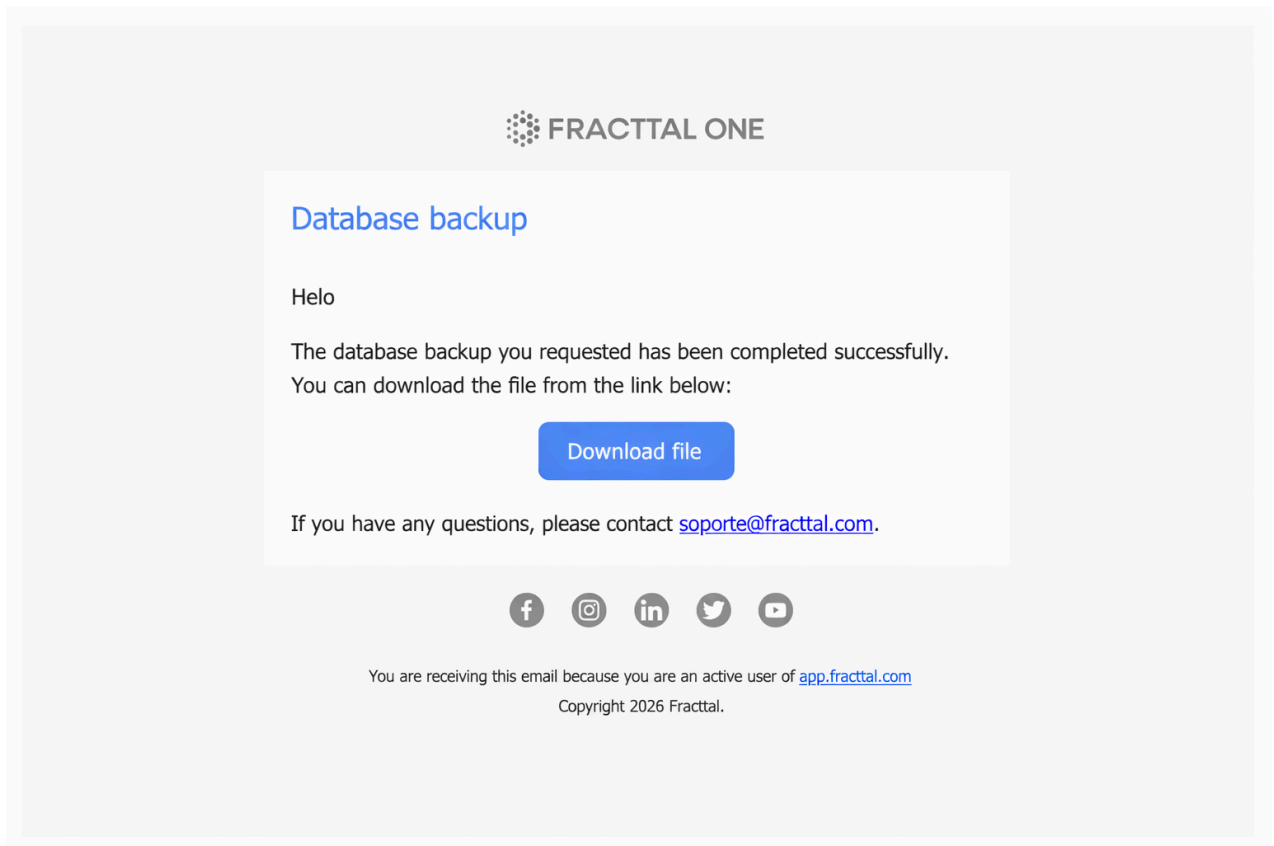 FRACTTAL ONE
Database backup
Helo
The database backup you requested has been completed successfully.
You can download the file from the link below:
Download file
If you have any questions, please contact soporte@fracttal.com.
You are receiving this email because you are an active user of app.fracttal.com
Copyright 2026 Fracttal.